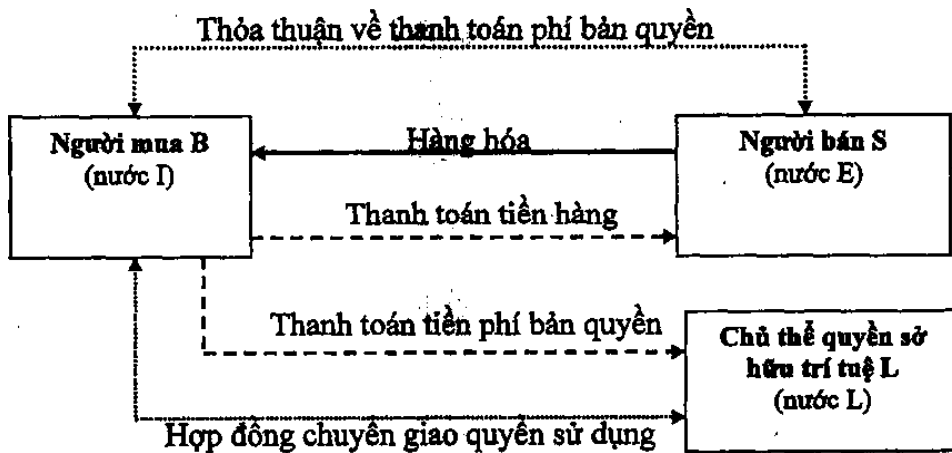 Thỏa thuận về thanh toán phí bản quyền
Người mua B
(nước I)
Hàng hóa
Người bán S
(nước E)
Thanh toán tiền hàng
Thanh toán tiền phí bản quyền
Chủ thể quyền sở
hữu trí tuệ L
(nước L)
Hợp đồng chuyển giao quyền sử dụng